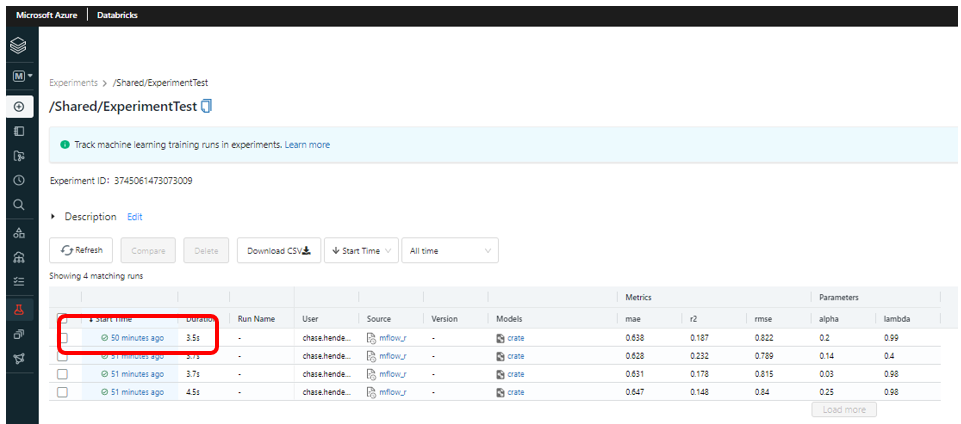 Microsoft Azure | Databricks
M
Experiments > /Shared/ExperimentTest
/Shared/ExperimentTest
Track machine learning training runs in experiments. Learn more
Experiment ID: 3745061473073009
Description Edit
Refresh Compare Delete Download CSV Start Time All time
Showing 4 matching runs
Metrics Parameters
Start Time Duration Run Name User Source Version Models mae r2 rmse alpha lambda
50 minutes ago 3.5s - chase.hende... mflow_r - crate 0.638 0.187 0.822 0.2 0.99
51 minutes ago 3.7s - chase.hende... mflow_r - crate 0.628 0.232 0.789 0.14 0.4
51 minutes ago 3.7s - chase.hende... mflow_r - crate 0.631 0.178 0.815 0.03 0.98
51 minutes ago 4.5s - chase.hende... mflow_r - crate 0.647 0.148 0.84 0.25 0.98
Load more